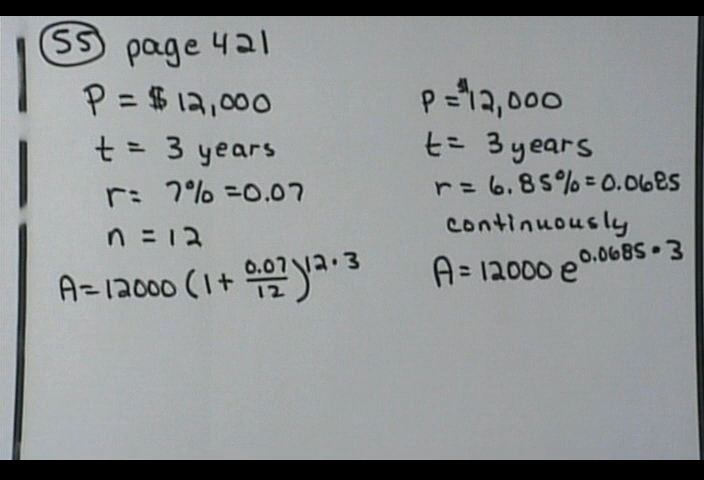 55 page 421
P = $12,000
t = 3 years
r = 7% = 0.07
n = 12
A = 12000 (1 + 0.07/12)^12·3
P = $12,000
t = 3 years
r = 6.85% = 0.0685
continuously
A = 12000 e^0.0685·3